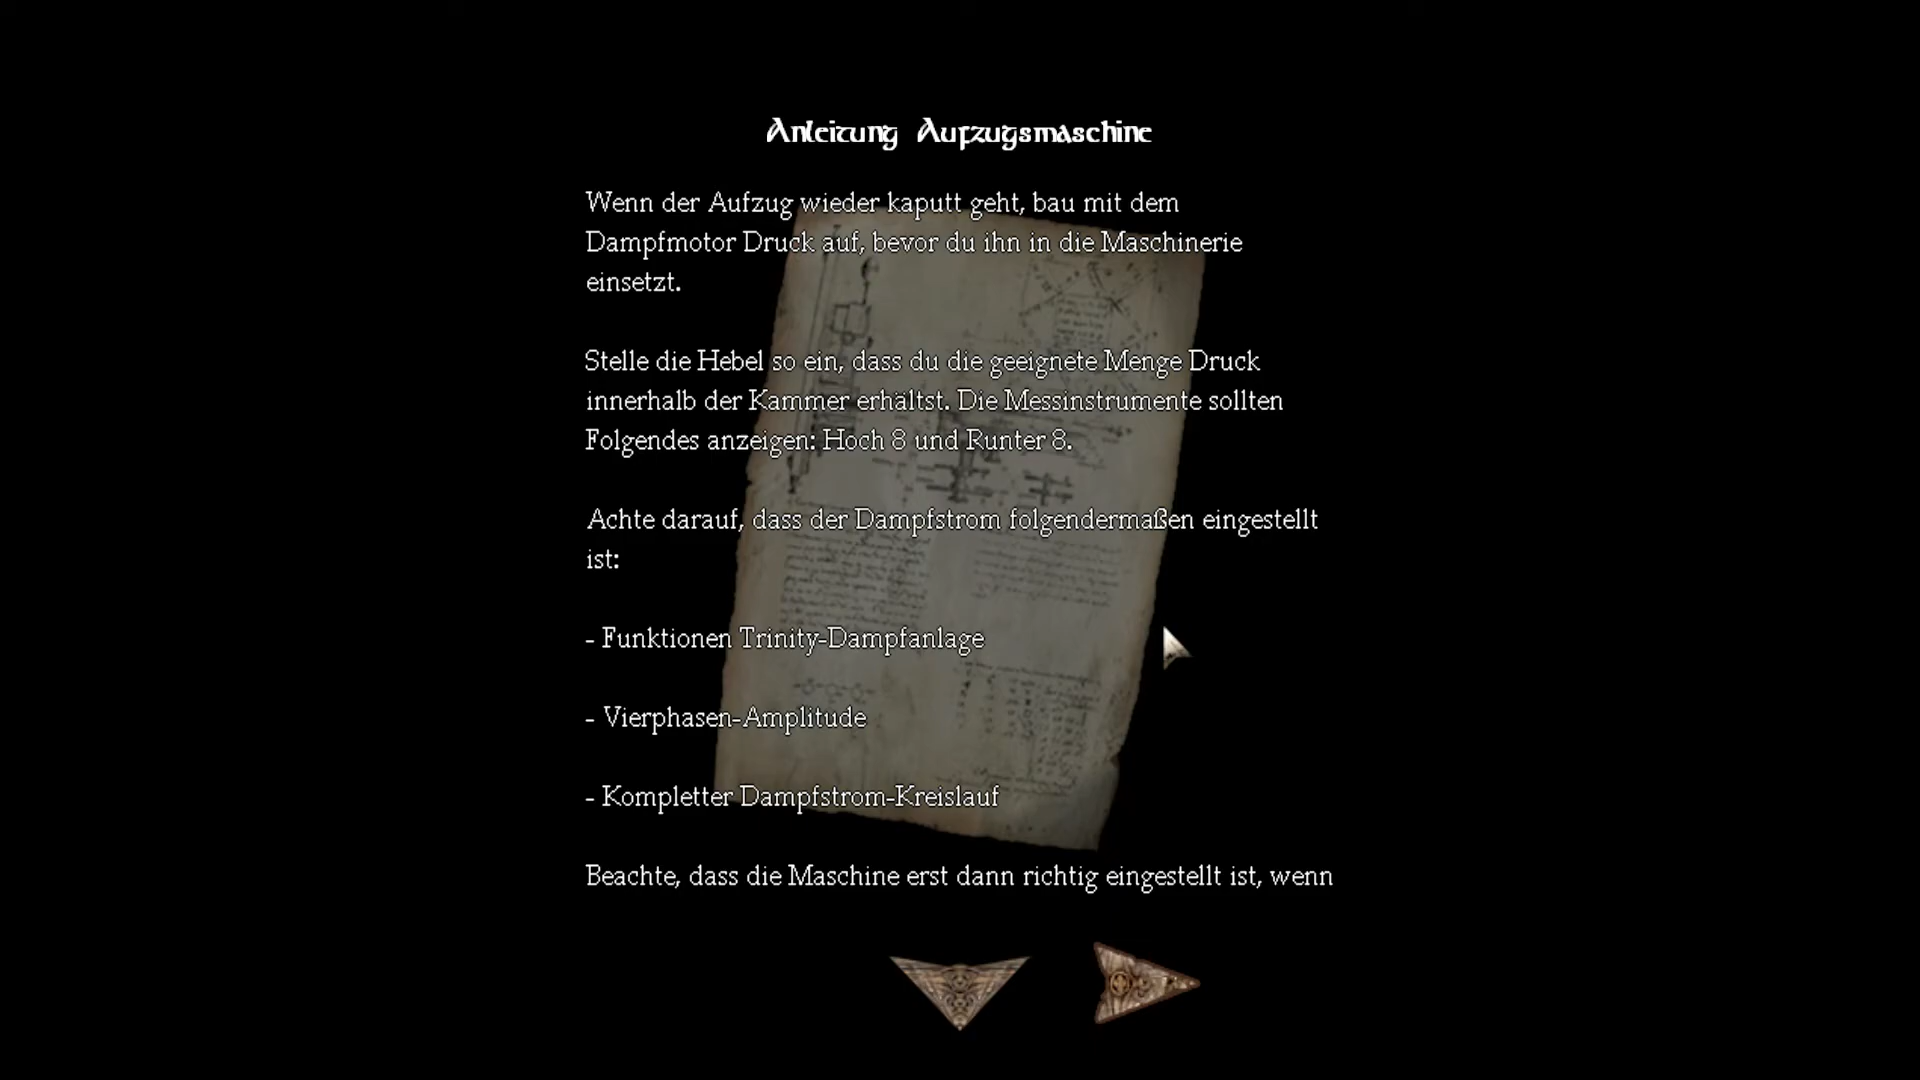 Anleitung Aufzugsmaschine
Wenn der Aufzug wieder kaputt geht, bau mit dem
Dampfmotor Druck auf, bevor du ihn in die Maschinerie
einsetzt.
Stelle die Hebel so ein, dass du die geeignete Menge Druck
innerhalb der Kammer erhältst. Die Messinstrumente sollten
Folgendes anzeigen: Hoch 8 und Runter 8.
Achte darauf, dass der Dampfstrom folgendermaßen eingestellt
ist:
- Funktionen Trinity-Dampfanlage
- Vierphasen-Amplitude
- Kompletter Dampfstrom-Kreislauf
Beachte, dass die Maschine erst dann richtig eingestellt ist, wenn